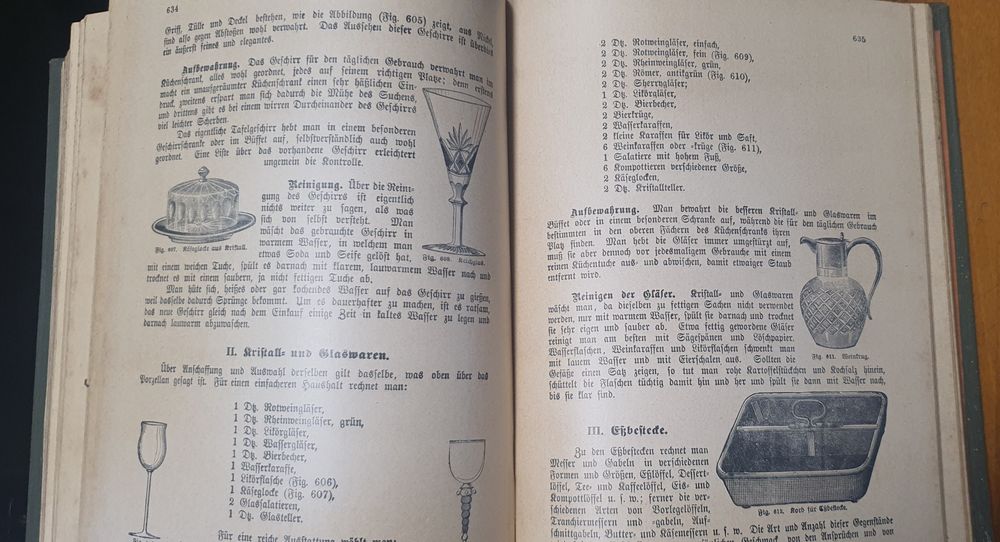 634
Griff, Tülle und Deckel bestehen, wie die Abbildung (Fig. 605) zeigt, aus Nickel,
sind also gegen Abstoßen wohl verwahrt. Das Aussehen dieser Geschirre ist überdies
ein äußerst feines und elegantes.
Aufbewahrung. Das Geschirr für den täglichen Gebrauch verwahrt man im
Küchenschrank, alles wohl geordnet, jedes auf seinem richtigen Platze; denn erstens
macht ein unaufgeräumter Küchenschrank einen sehr häßlichen Ein-
druck, zweitens erspart man sich dadurch die Mühe des Suchens,
und drittens gibt es bei einem wirren Durcheinander des Geschirrs
viel leichter Scherben.
Das eigentliche Tafelgeschirr hebt man in einem besonderen
Geschirrschranke oder im Büffet auf, selbstverständlich auch wohl
geordnet. Eine Liste über das vorhandene Geschirr erleichtert
ungemein die Kontrolle.
Reinigung. Über die Reini-
gung des Geschirrs ist eigentlich
nichts weiter zu sagen, als was
sich von selbst versteht. Man
wäscht das gebrauchte Geschirr in
warmem Wasser, in welchem man
etwas Soda und Seife gelöst hat,
Fig. 607. Käseglocke aus Kristall.
Fig. 608. Kelchglas.
mit einem weichen Tuche, spült es darnach mit klarem, lauwarmem Wasser nach und
trocknet es mit einem saubern, ja nicht fettigen Tuche ab.
Man hüte sich, heißes oder gar kochendes Wasser auf das Geschirr zu gießen,
weil dasselbe dadurch Sprünge bekommt. Um es dauerhafter zu machen, ist es ratsam,
das neue Geschirr gleich nach dem Einkauf einige Zeit in kaltes Wasser zu legen und
darnach lauwarm abzuwaschen.
II. Kristall- und Glaswaren.
Über Anschaffung und Auswahl derselben gilt dasselbe, was oben über das
Porzellan gesagt ist. Für einen einfacheren Haushalt rechnet man:
1 Dtz. Rotweingläser,
1 Dtz. Rheinweingläser, grün,
1 Dtz. Likörgläser,
1 Dtz. Wassergläser,
1 Dtz. Bierbecher,
1 Wasserkaraffe,
1 Likörflasche (Fig. 606),
1 Käseglocke (Fig. 607),
2 Glassalatieren,
1 Dtz. Glasteller.
Für eine reiche Ausstattung wählt man:
635
2 Dtz. Rotweingläser, einfach,
2 Dtz. Rotweingläser, fein (Fig. 609),
2 Dtz. Rheinweingläser, grün,
2 Dtz. Römer, antikgrün (Fig. 610),
2 Dtz. Sherrygläser;
1 Dtz. Likörgläser,
2 Dtz. Bierbecher,
2 Bierkrüge,
2 Wasserkaraffen,
2 kleine Karaffen für Likör und Saft,
6 Weinkaraffen oder -krüge (Fig. 611),
1 Salatiere mit hohem Fuß,
6 Kompottieren verschiedener Größe,
2 Käseglocken,
2 Dtz. Kristallteller.
Aufbewahrung. Man bewahrt die besseren Kristall- und Glaswaren im
Büffet oder in einem besonderen Schranke auf, während die für den täglichen Gebrauch
bestimmten in den oberen Fächern des Küchenschranks ihren
Platz finden. Man hebt die Gläser immer umgestürzt auf,
muß sie aber dennoch vor jedesmaligem Gebrauche mit einem
reinen Küchentuche aus- und abwischen, damit etwaiger Staub
entfernt wird.
Reinigen der Gläser. Kristall- und Glaswaren
wäscht man, da dieselben zu fettigen Sachen nicht verwendet
werden, nur mit warmem Wasser, spült sie darnach und trocknet
sie sehr eigen und sauber ab. Etwa fettig gewordene Gläser
reinigt man am besten mit Sägespänen und Löschpapier.
Wasserflaschen, Weinkaraffen und Likörflaschen schwenkt man
mit lauem Wasser und mit Eierschalen aus. Sollten die
Fig. 611. Weinkrug.
Gefäße einen Satz zeigen, so tut man rohe Kartoffelstückchen und Kochsalz hinein,
schüttelt die Flaschen tüchtig damit hin und her und spült sie dann mit Wasser nach,
bis sie klar sind.
III. Eßbestecke.
Zu den Eßbestecken rechnet man
Messer und Gabeln in verschiedenen
Formen und Größen, Eßlöffel, Dessert-
löffel, Tee- und Kaffeelöffel, Eis- und
Kompottlöffel u. s. w.; ferner die ver-
schiedenen Arten von Vorlegelöffeln,
Tranchiermessern und -gabeln, Auf-
Fig. 612. Korb für Eßbestecke.
schnittgabeln, Butter- und Käsemessern u. s. w. Die Art und Anzahl dieser Gegenstände
Geschmack, von den Ansprüchen und von